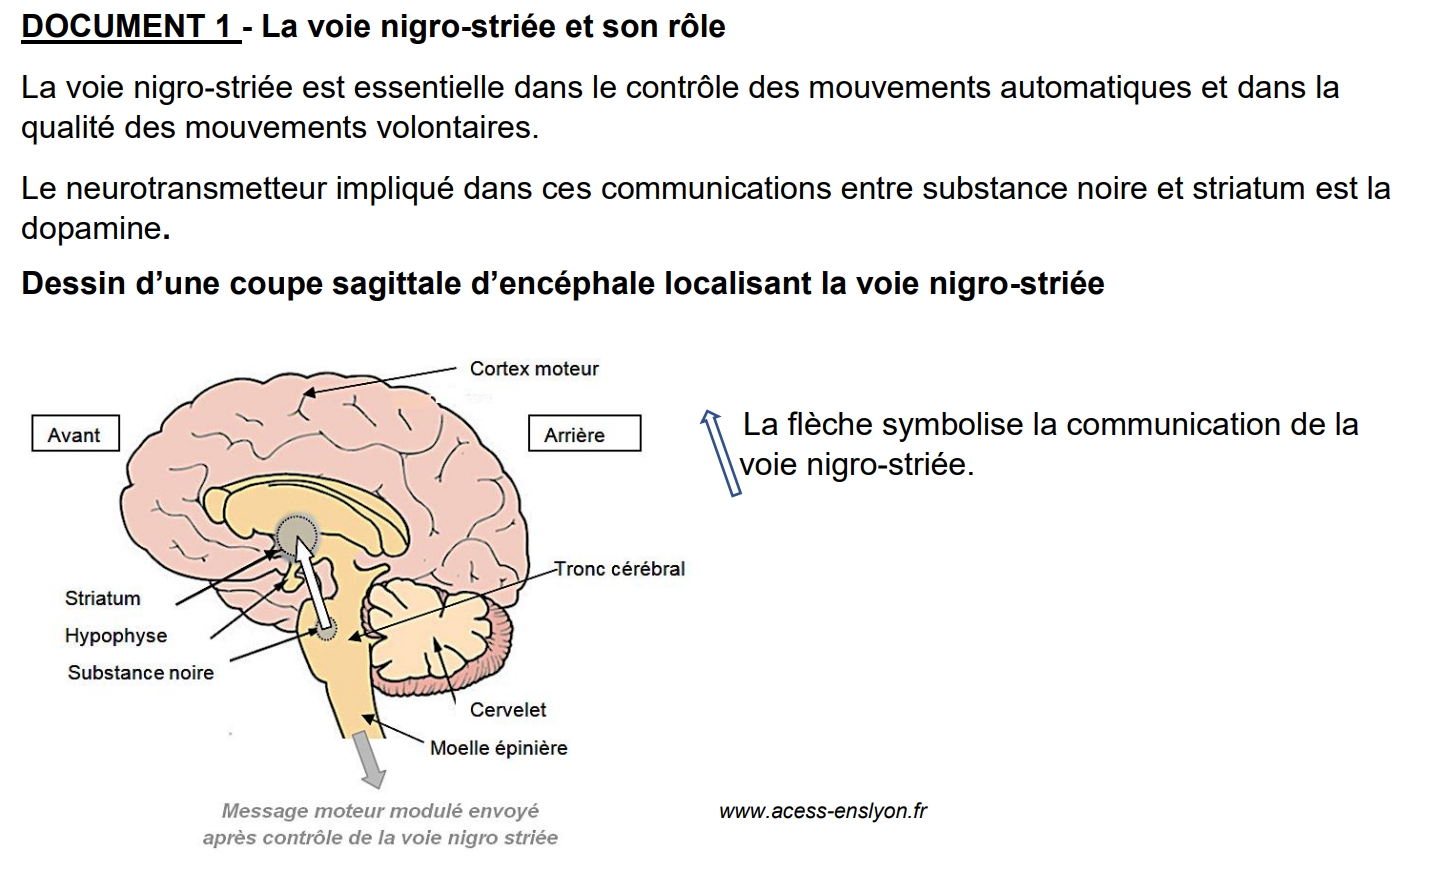 DOCUMENT 1 - La voie nigro-striée et son rôle
La voie nigro-striée est essentielle dans le contrôle des mouvements automatiques et dans la
qualité des mouvements volontaires.
Le neurotransmetteur impliqué dans ces communications entre substance noire et striatum est la
dopamine.
Dessin d’une coupe sagittale d’encéphale localisant la voie nigro-striée
Cortex moteur
Avant
Arrière
La flèche symbolise la communication de la
voie nigro-striée.
Tronc cérébral
Striatum
Hypophyse
Substance noire
Cervelet
Moelle épinière
Message moteur modulé envoyé
après contrôle de la voie nigro striée
www.acess-enslyon.fr